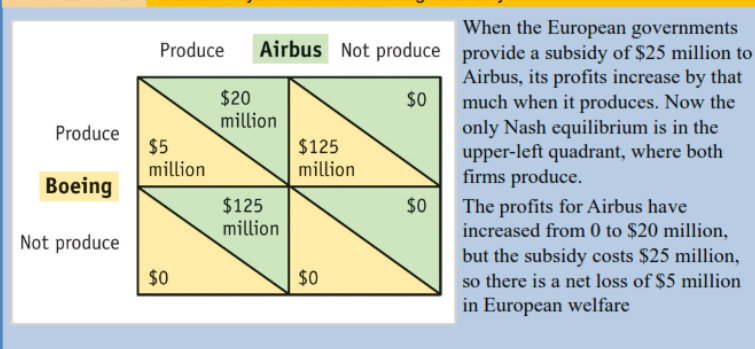 Produce Airbus Not produce
$20 million
$0
Produce
$5 million
$125 million
Boeing
$125 million
$0
Not produce
$0
$0
When the European governments
provide a subsidy of $25 million to
Airbus, its profits increase by that
much when it produces. Now the
only Nash equilibrium is in the
upper-left quadrant, where both
firms produce.
The profits for Airbus have
increased from 0 to $20 million,
but the subsidy costs $25 million,
so there is a net loss of $5 million
in European welfare